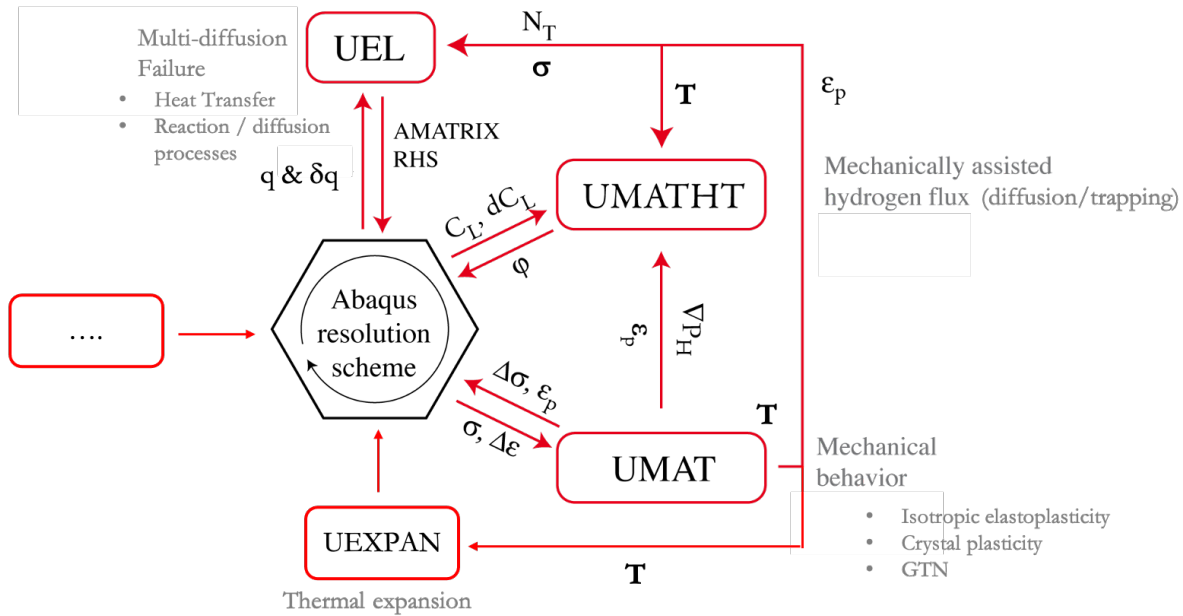 Multi-diffusion
Failure
• Heat Transfer
• Reaction / diffusion
processes
UEL
N_T
σ
T
ε_p
q & δq
AMATRIX
RHS
UMATHT
Mechanically assisted
hydrogen flux (diffusion/trapping)
C_L, dC_L
φ
Abaqus
resolution
scheme
….
∇P_H
ε_p
Δσ, ε_p
σ, Δε
T
UMAT
Mechanical
behavior
• Isotropic elastoplasticity
• Crystal plasticity
• GTN
UEXPAN
T
Thermal expansion